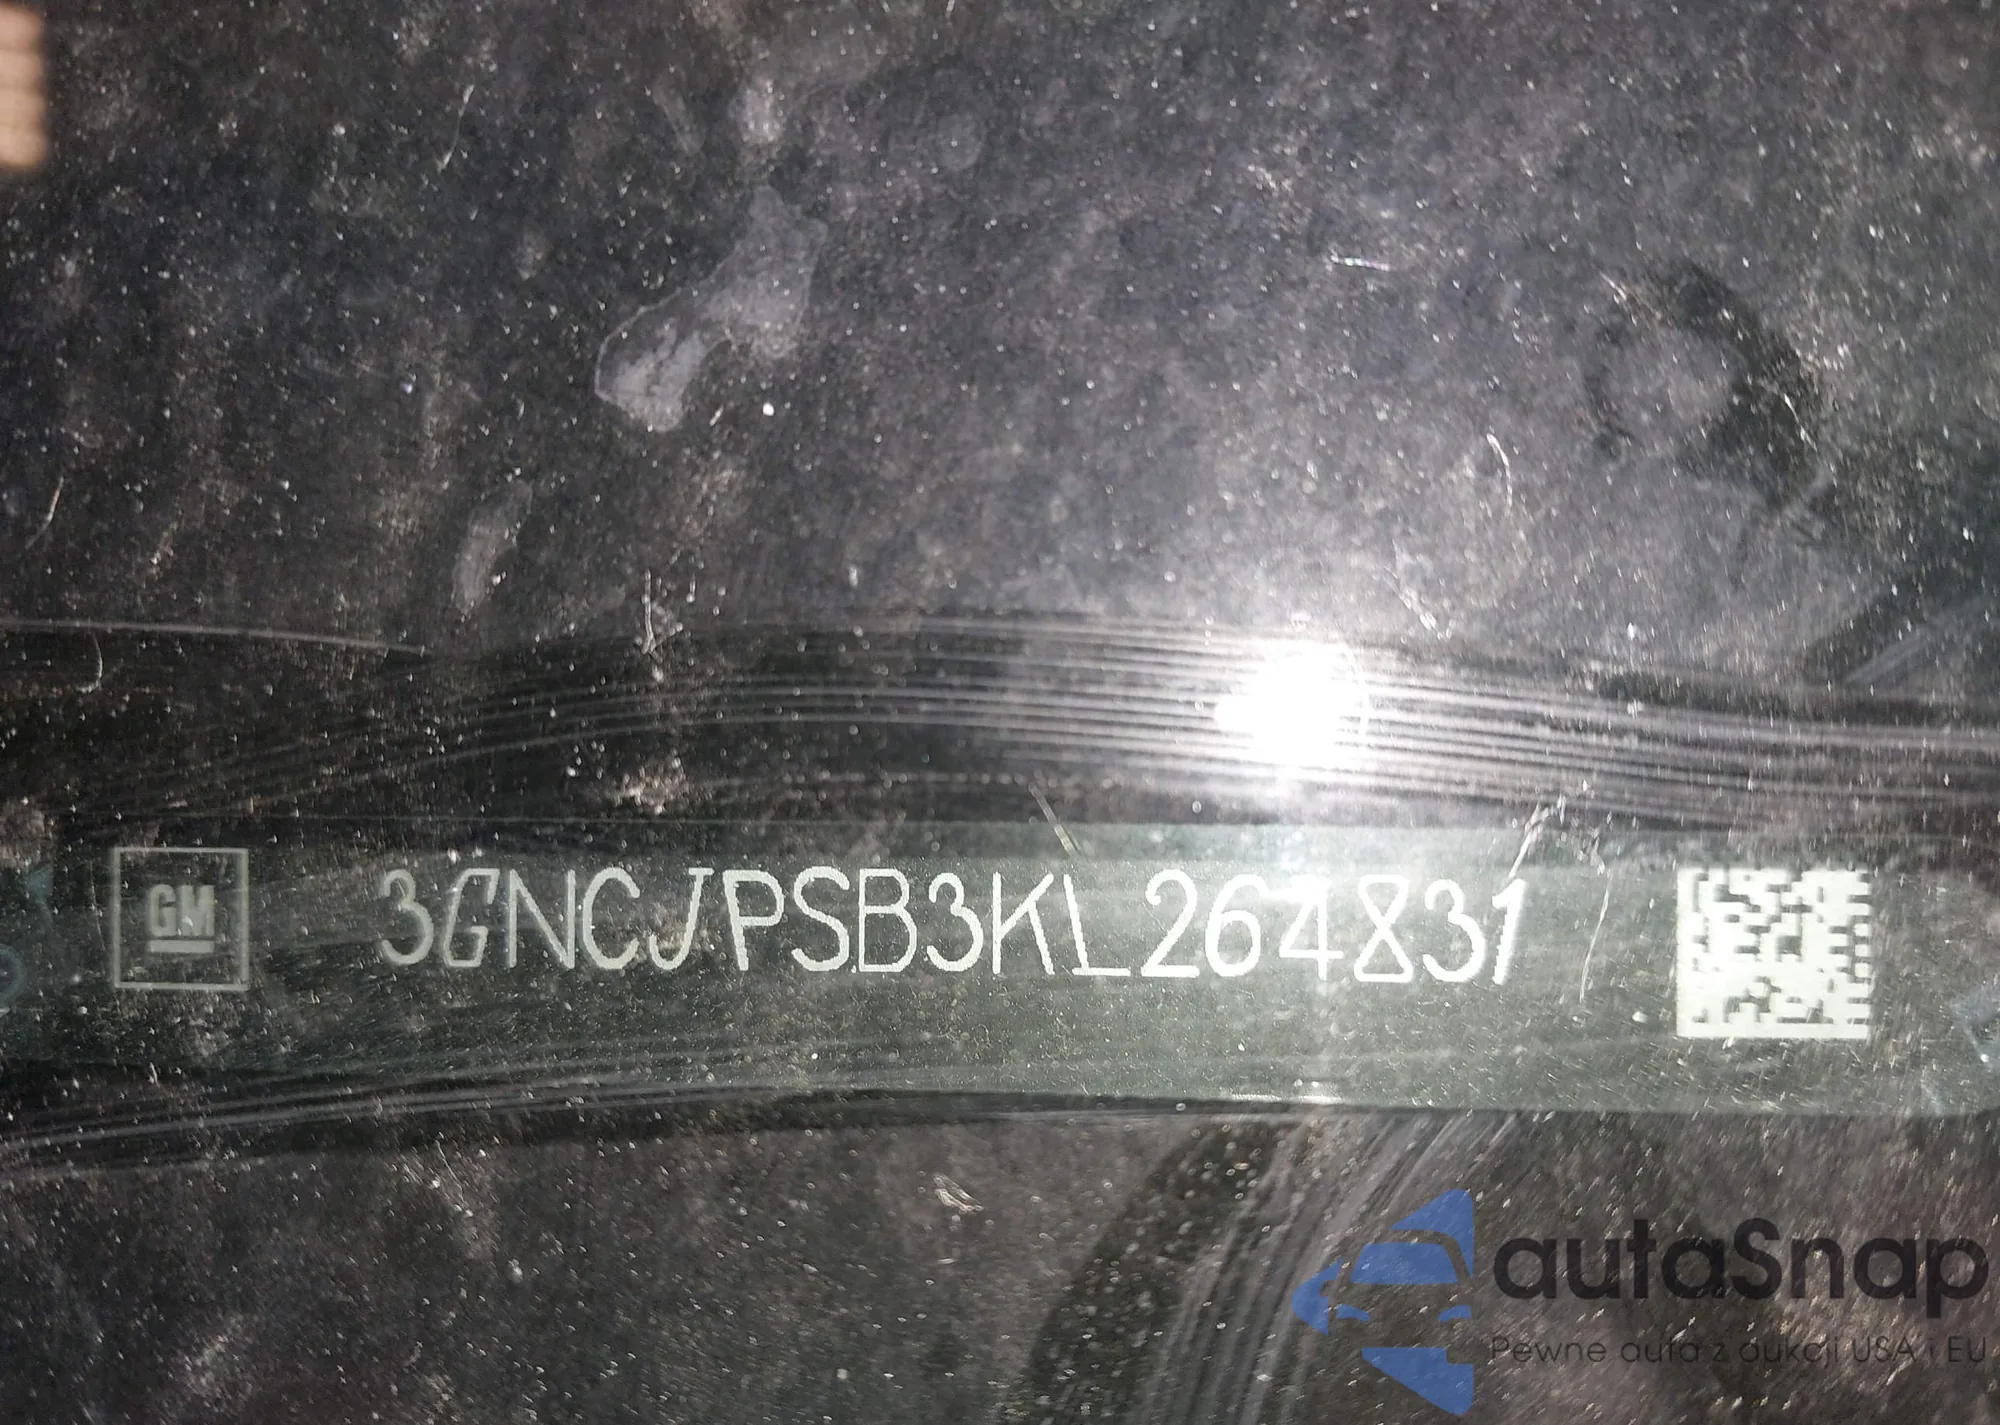 GM 3GNCJPSB3KL264831
autaSnap
Pewne auta z aukcji USA i EU